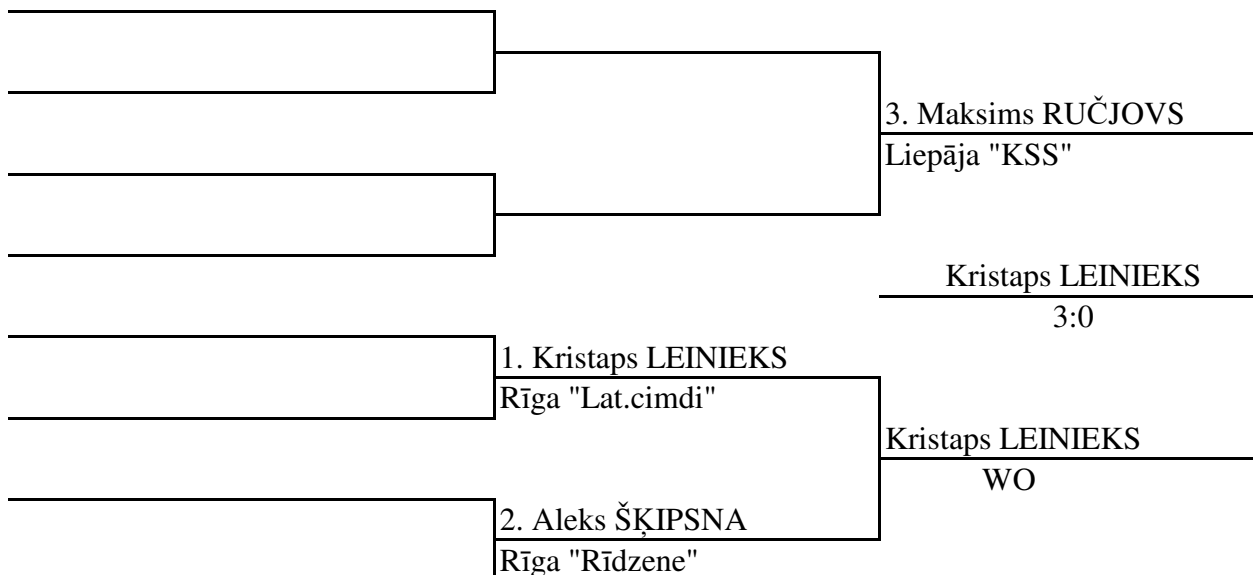 3. Maksims RUČJOVS
Liepāja "KSS"
Kristaps LEINIEKS
3:0
1. Kristaps LEINIEKS
Rīga "Lat.cimdi"
Kristaps LEINIEKS
WO
2. Aleks ŠĶIPSNA
Rīga "Rīdzene"